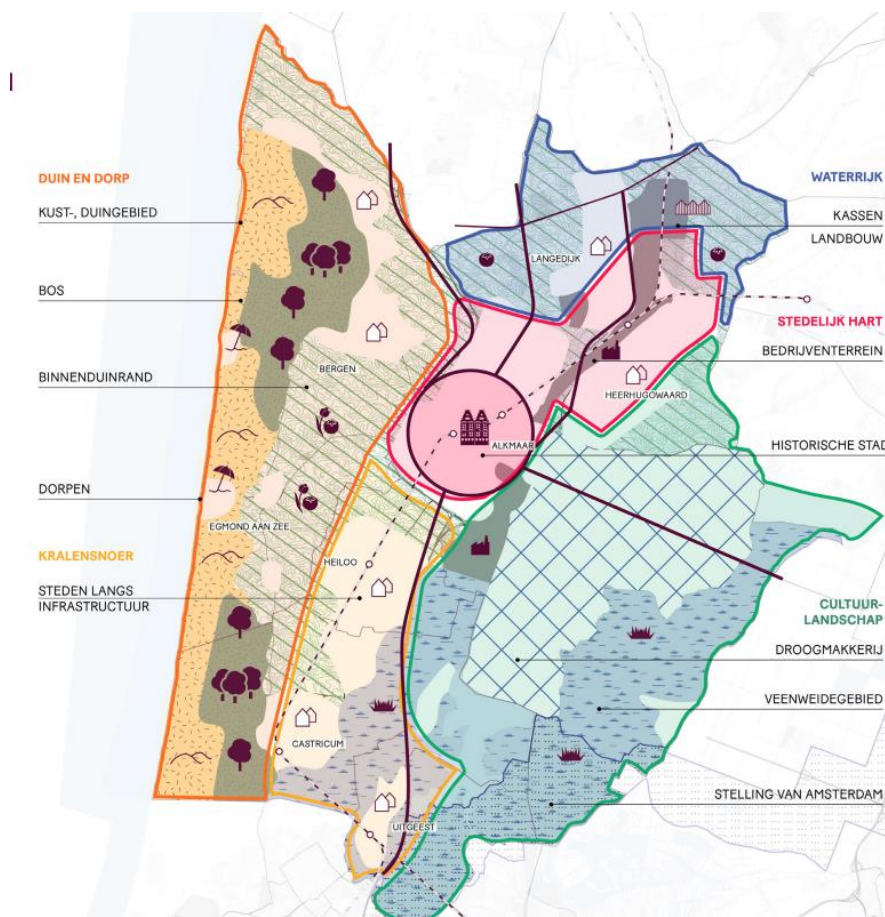 DUIN EN DORP
KUST-, DUINGEBIED
BOS
BINNENDUINRAND
DORPEN
KRALENSNOER
STEDEN LANGS
INFRASTRUCTUUR
LANGEDIJK
BERGEN
HEERHUGOWAARD
ALKMAAR
EGMOND AAN ZEE
HEILOO
CASTRICUM
UITGEEST
WATERRIJK
KASSEN
LANDBOUW
STEDELIJK HART
BEDRIJVENTERREIN
HISTORISCHE STAD
CULTUUR-
LANDSCHAP
DROOGMAKKERIJ
VEENWEIDEGEBIED
STELLING VAN AMSTERDAM